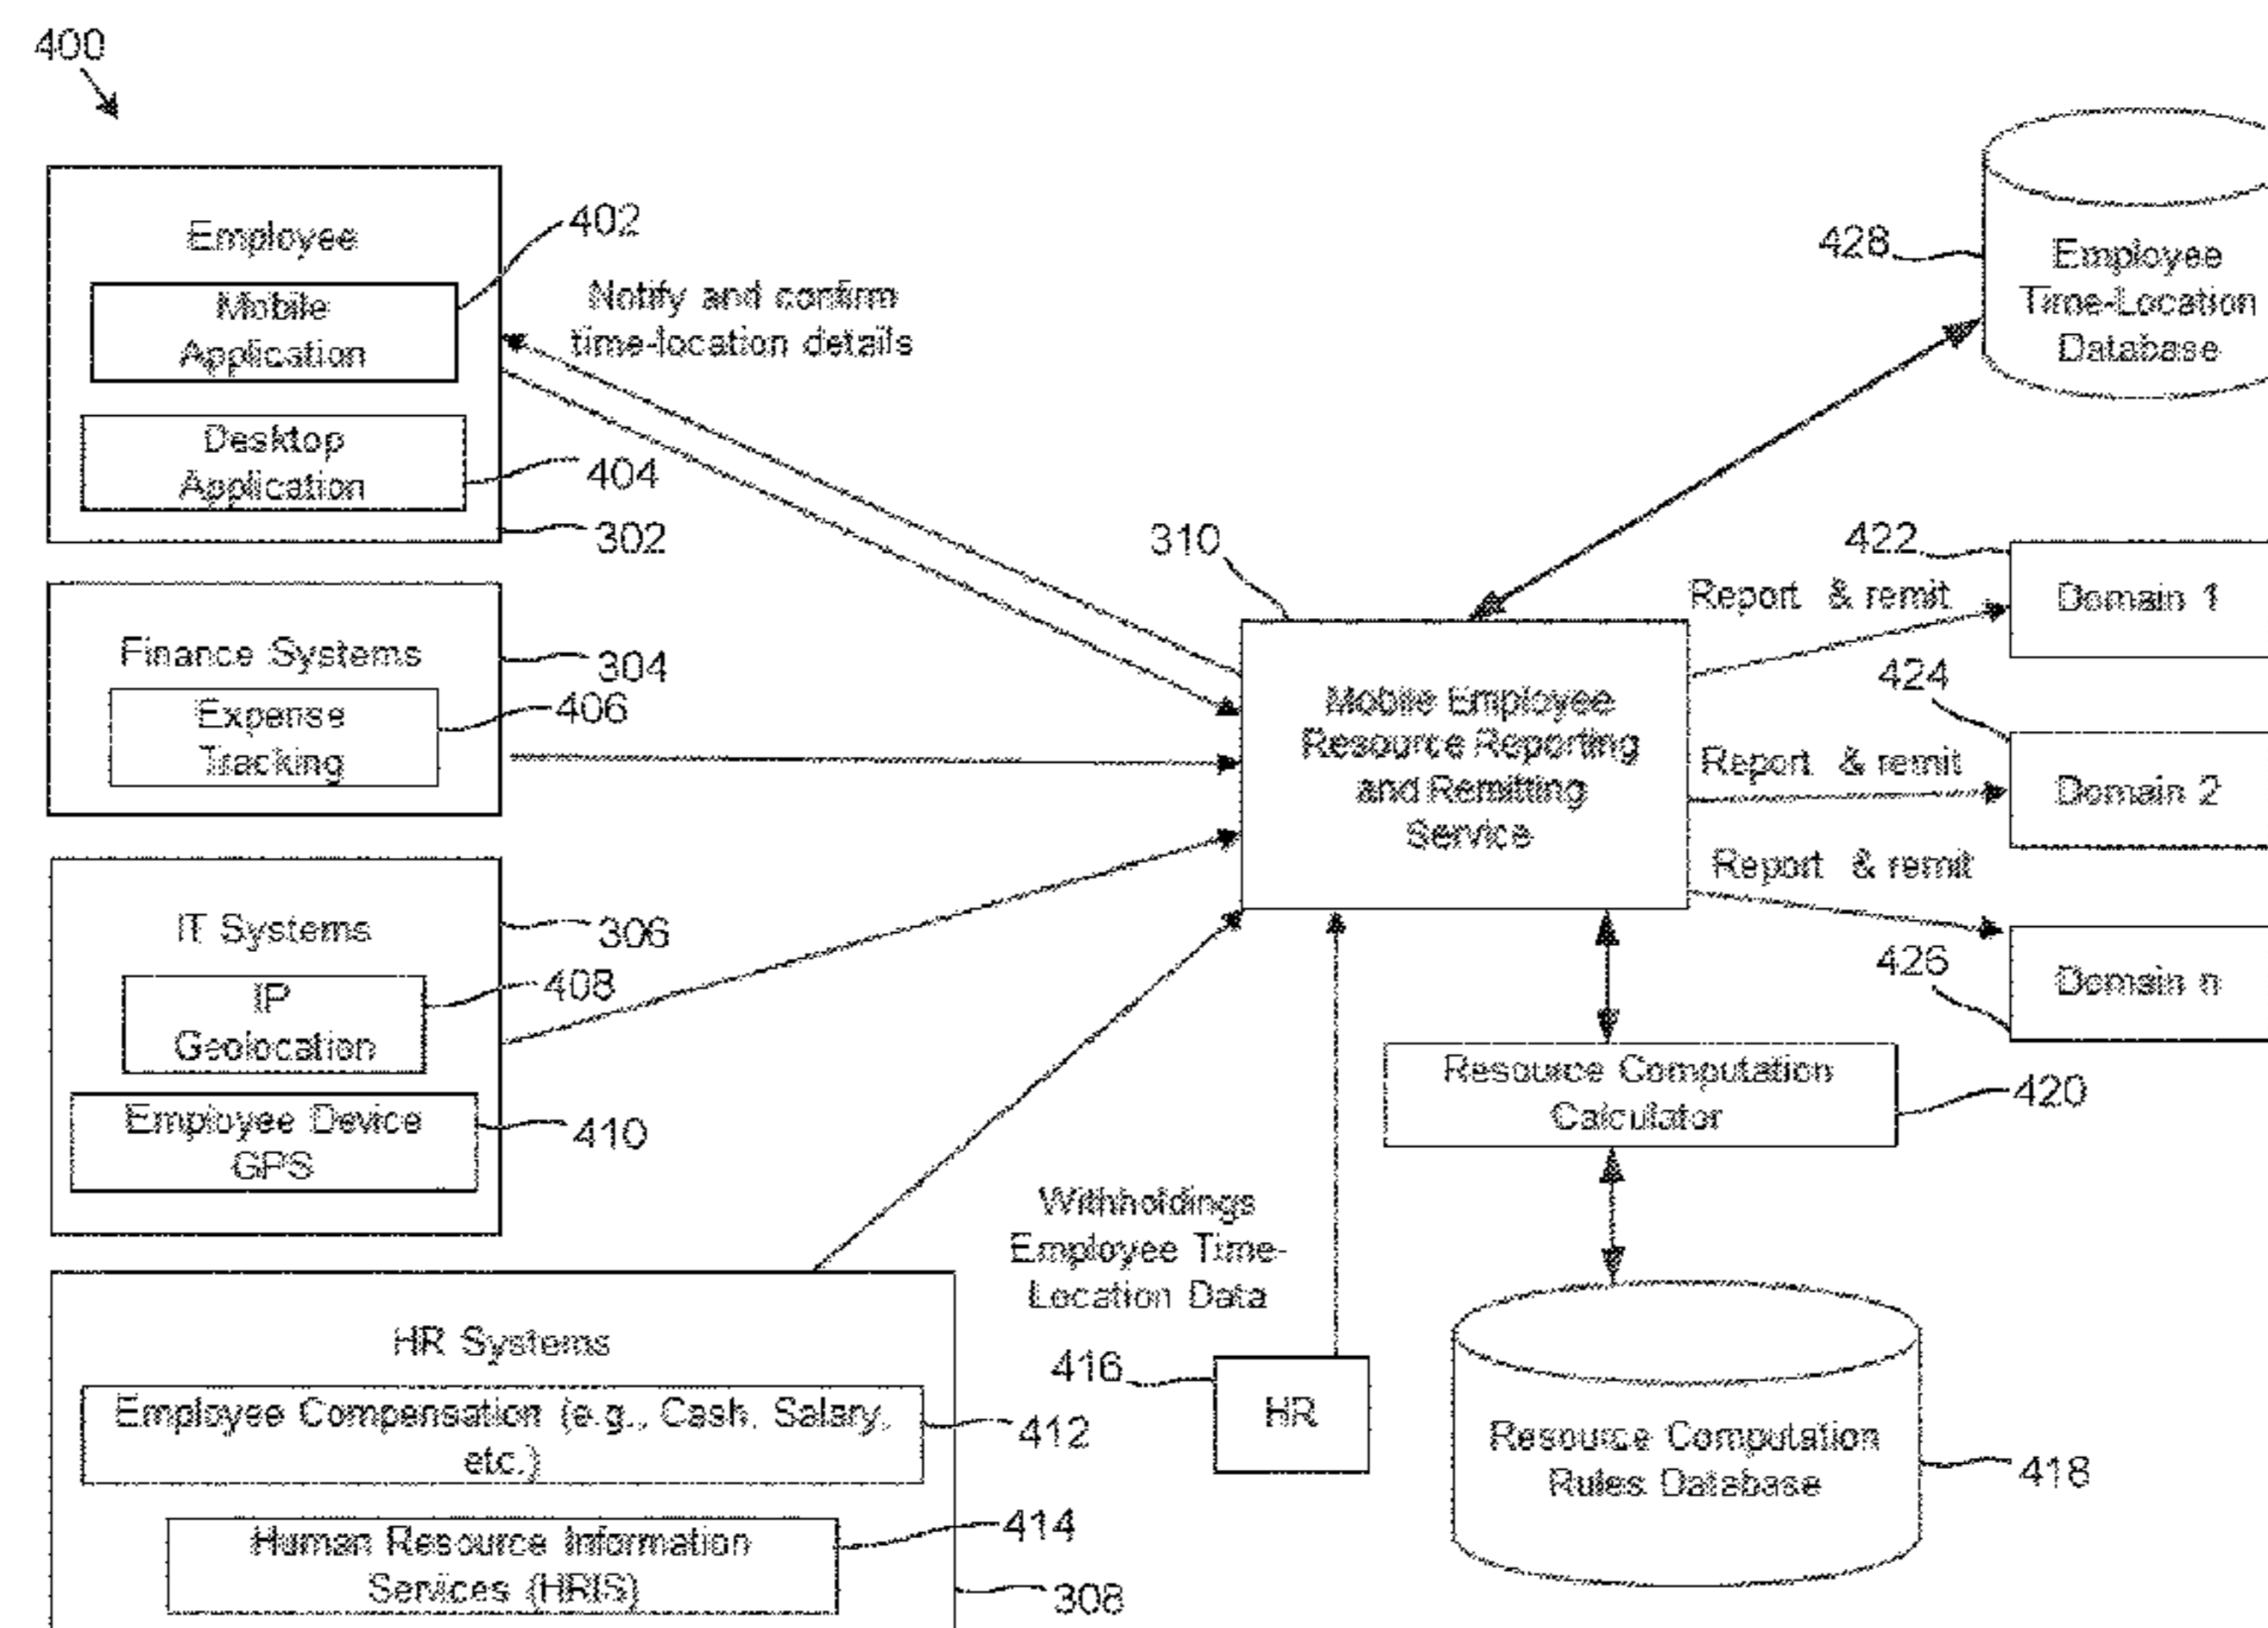 400
Employee
402
Mobile
Application
Desktop
Application
404
302
Notify and confirm
time-location details
Finance Systems
304
Expense
Tracking
406
IT Systems
306
IP
Geolocation
408
Employee Device
GPS
410
HR Systems
Employee Compensation (e.g., Cash, Salary,
etc.)
412
Human Resource Information
Services (HRIS)
414
308
310
Mobile Employee
Resource Reporting
and Remitting
Service
Withholdings
Employee Time-
Location Data
416
HR
428
Employee
Time-Location
Database
422
Report & remit
Domain 1
424
Report & remit
Domain 2
Report & remit
426
Domain n
Resource Computation
Calculator
420
Resource Computation
Rules Database
418